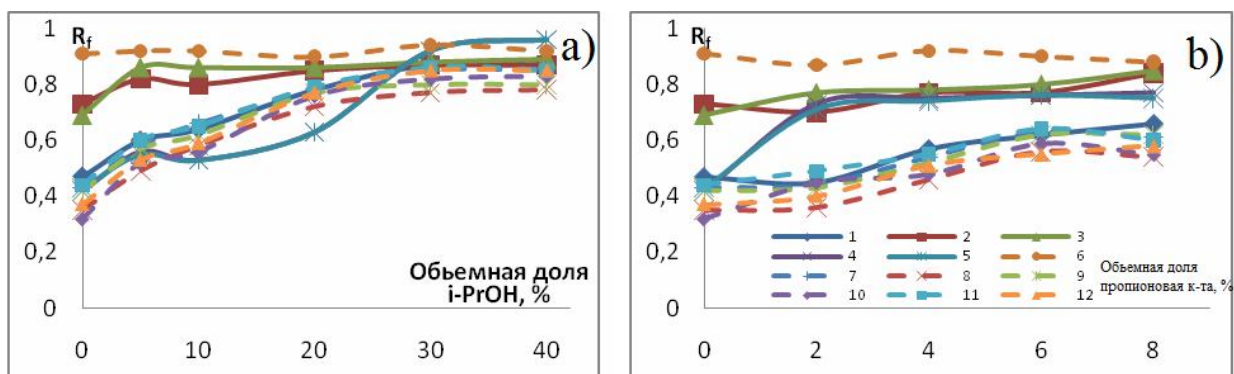 a)
R_f
1
0,8
0,6
0,4
0,2
0
Обьемная доля
i-PrOH, %
0 10 20 30 40
b)
R_f
1
0,8
0,6
0,4
0,2
0
1 2 3
4 5 6
7 8 9
10 11 12
Обьемная доля
пропионовая к-та, %
0 2 4 6 8